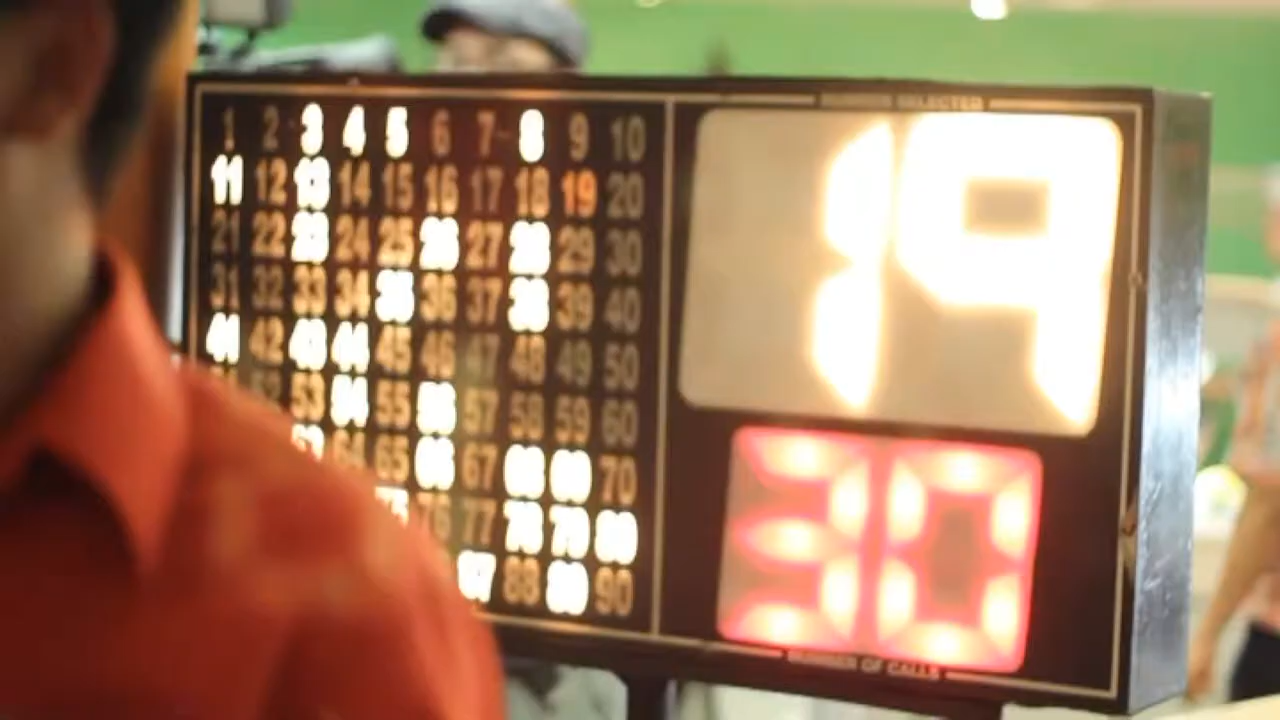 1 2 3 4 5 6 7 8 9 10
11 12 13 14 15 16 17 18 19 20
21 22 23 24 25 26 27 28 29 30
31 32 33 34 35 36 37 38 39 40
41 42 43 44 45 46 47 48 49 50
53 54 55 56 57 58 59 60
64 65 66 67 68 69 70
75 76 77 78 79 80
87 88 89 90
NUMBER SELECTED
19
30
NUMBER OF CALLS